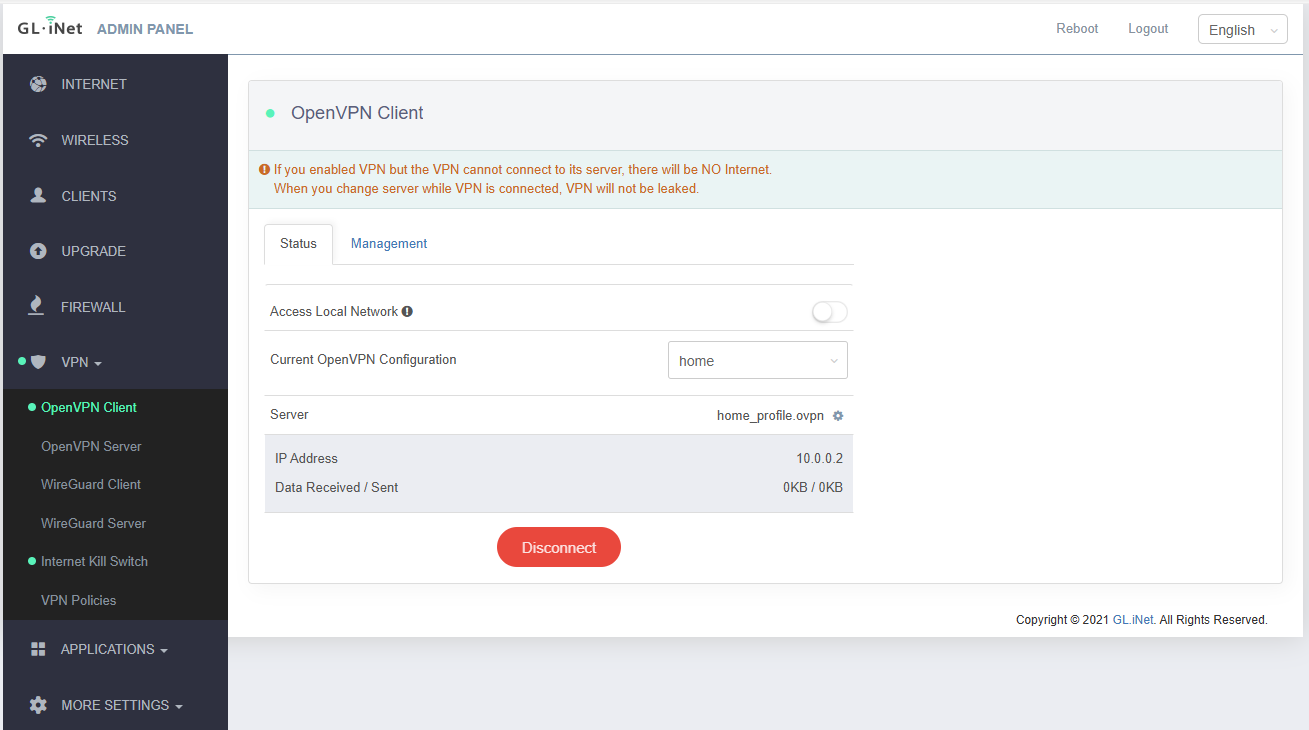 GL·iNet ADMIN PANEL
Reboot
Logout
English
INTERNET
WIRELESS
CLIENTS
UPGRADE
FIREWALL
VPN
OpenVPN Client
OpenVPN Server
WireGuard Client
WireGuard Server
Internet Kill Switch
VPN Policies
APPLICATIONS
MORE SETTINGS
OpenVPN Client
If you enabled VPN but the VPN cannot connect to its server, there will be NO Internet.
When you change server while VPN is connected, VPN will not be leaked.
Status
Management
Access Local Network
Current OpenVPN Configuration
home
Server
home_profile.ovpn
IP Address
10.0.0.2
Data Received / Sent
0KB / 0KB
Disconnect
Copyright © 2021 GL.iNet. All Rights Reserved.